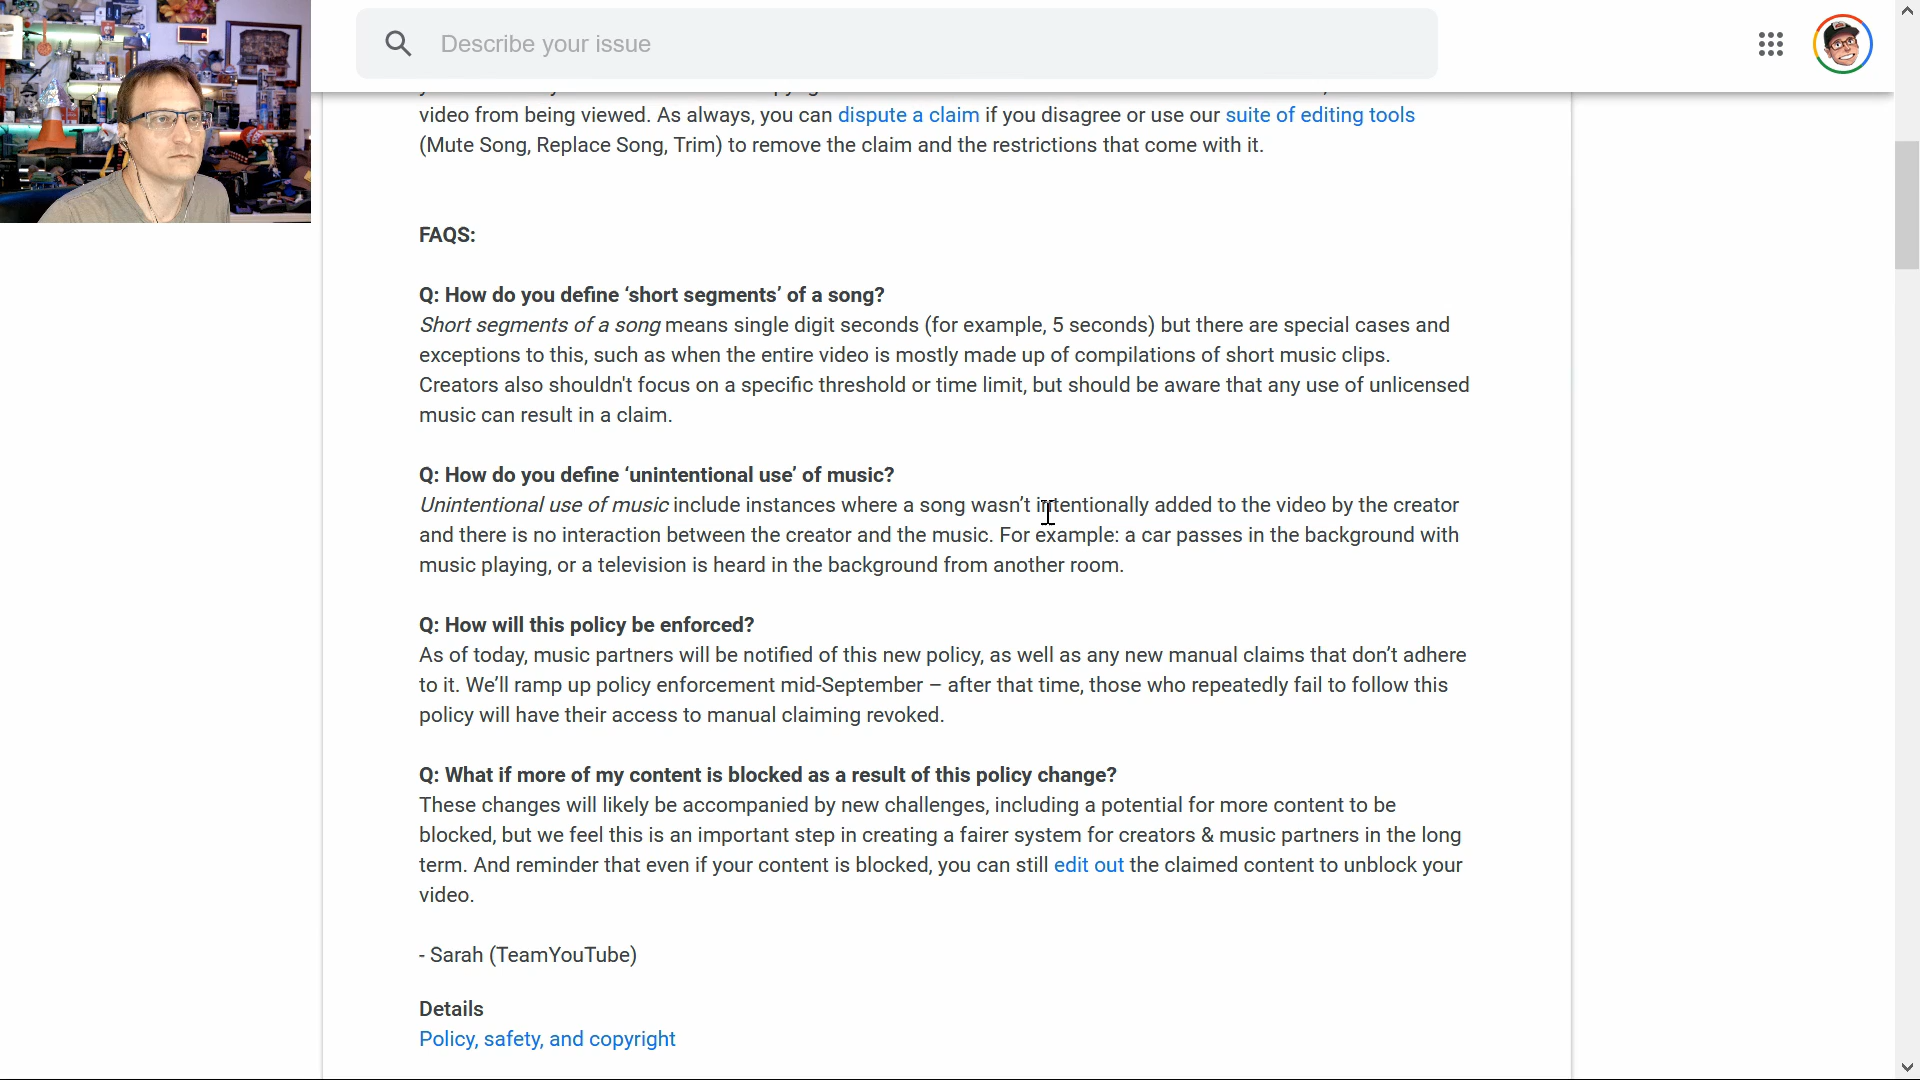 Describe your issue
video from being viewed. As always, you can dispute a claim if you disagree or use our suite of editing tools
(Mute Song, Replace Song, Trim) to remove the claim and the restrictions that come with it.
FAQS:
Q: How do you define ‘short segments’ of a song?
Short segments of a song means single digit seconds (for example, 5 seconds) but there are special cases and
exceptions to this, such as when the entire video is mostly made up of compilations of short music clips.
Creators also shouldn't focus on a specific threshold or time limit, but should be aware that any use of unlicensed
music can result in a claim.
Q: How do you define ‘unintentional use’ of music?
Unintentional use of music include instances where a song wasn’t intentionally added to the video by the creator
and there is no interaction between the creator and the music. For example: a car passes in the background with
music playing, or a television is heard in the background from another room.
Q: How will this policy be enforced?
As of today, music partners will be notified of this new policy, as well as any new manual claims that don’t adhere
to it. We’ll ramp up policy enforcement mid-September – after that time, those who repeatedly fail to follow this
policy will have their access to manual claiming revoked.
Q: What if more of my content is blocked as a result of this policy change?
These changes will likely be accompanied by new challenges, including a potential for more content to be
blocked, but we feel this is an important step in creating a fairer system for creators & music partners in the long
term. And reminder that even if your content is blocked, you can still edit out the claimed content to unblock your
video.
- Sarah (TeamYouTube)
Details
Policy, safety, and copyright